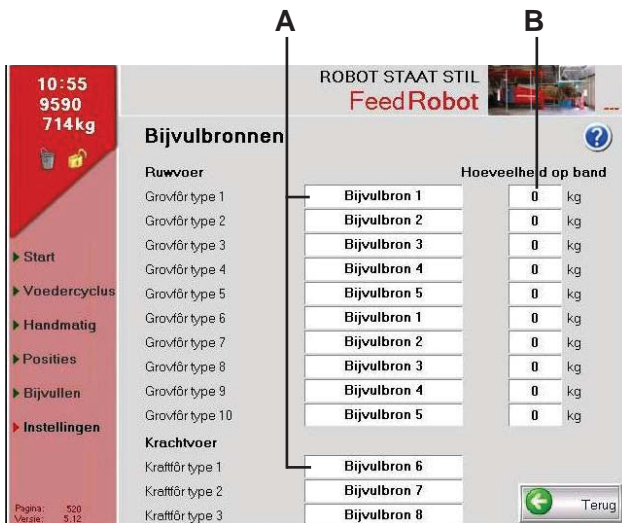 A B
10:55
9590
714kg
ROBOT STAAT STIL
FeedRobot
---
Bijvulbronnen
?
Ruwvoer Hoeveelheid op band
Grovfôr type 1 Bijvulbron 1 0 kg
Grovfôr type 2 Bijvulbron 2 0 kg
Grovfôr type 3 Bijvulbron 3 0 kg
Grovfôr type 4 Bijvulbron 4 0 kg
Grovfôr type 5 Bijvulbron 5 0 kg
Grovfôr type 6 Bijvulbron 1 0 kg
Grovfôr type 7 Bijvulbron 2 0 kg
Grovfôr type 8 Bijvulbron 3 0 kg
Grovfôr type 9 Bijvulbron 4 0 kg
Grovfôr type 10 Bijvulbron 5 0 kg
Krachtvoer
Kraftfôr type 1 Bijvulbron 6
Kraftfôr type 2 Bijvulbron 7
Kraftfôr type 3 Bijvulbron 8
Start
Voedercyclus
Handmatig
Posities
Bijvullen
Instellingen
Pagina: 520
Versie: 5.12
Terug